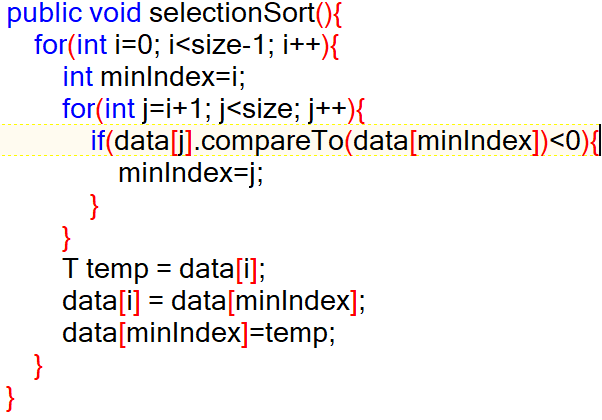 public void selectionSort(){
for(int i=0; i<size-1; i++){
int minIndex=i;
for(int j=i+1; j<size; j++){
if(data[j].compareTo(data[minIndex])<0){
minIndex=j;
}
}
T temp = data[i];
data[i] = data[minIndex];
data[minIndex]=temp;
}
}